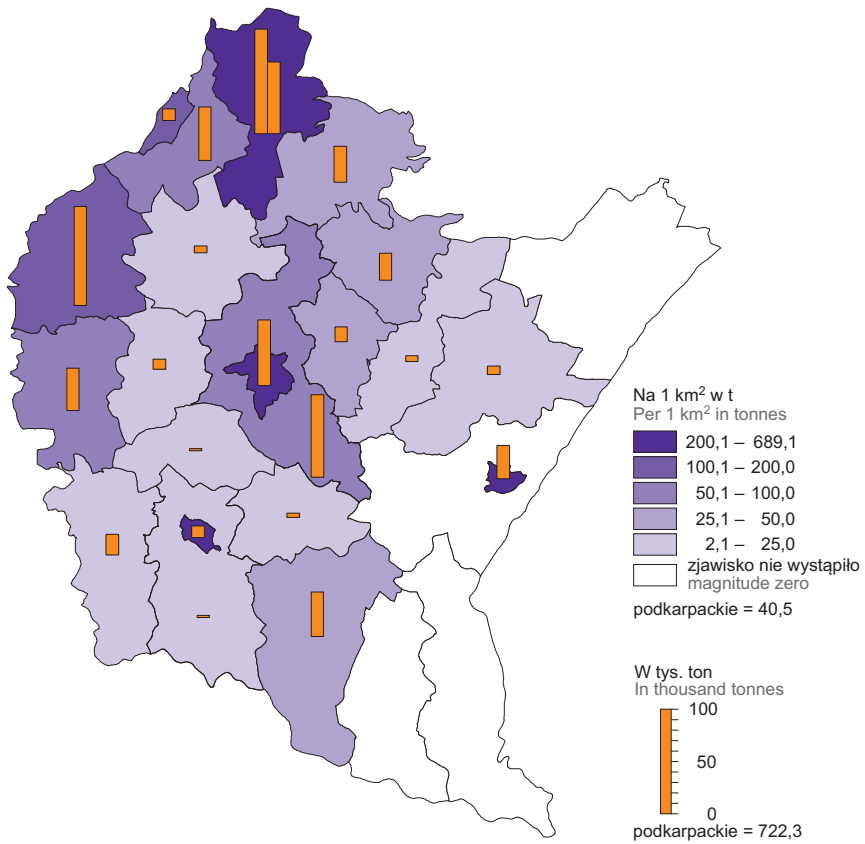 Na 1 km² w t
Per 1 km² in tonnes
200,1 – 689,1
100,1 – 200,0
50,1 – 100,0
25,1 – 50,0
2,1 – 25,0
zjawisko nie wystąpiło
magnitude zero
podkarpackie = 40,5
W tys. ton
In thousand tonnes
100
50
0
podkarpackie = 722,3